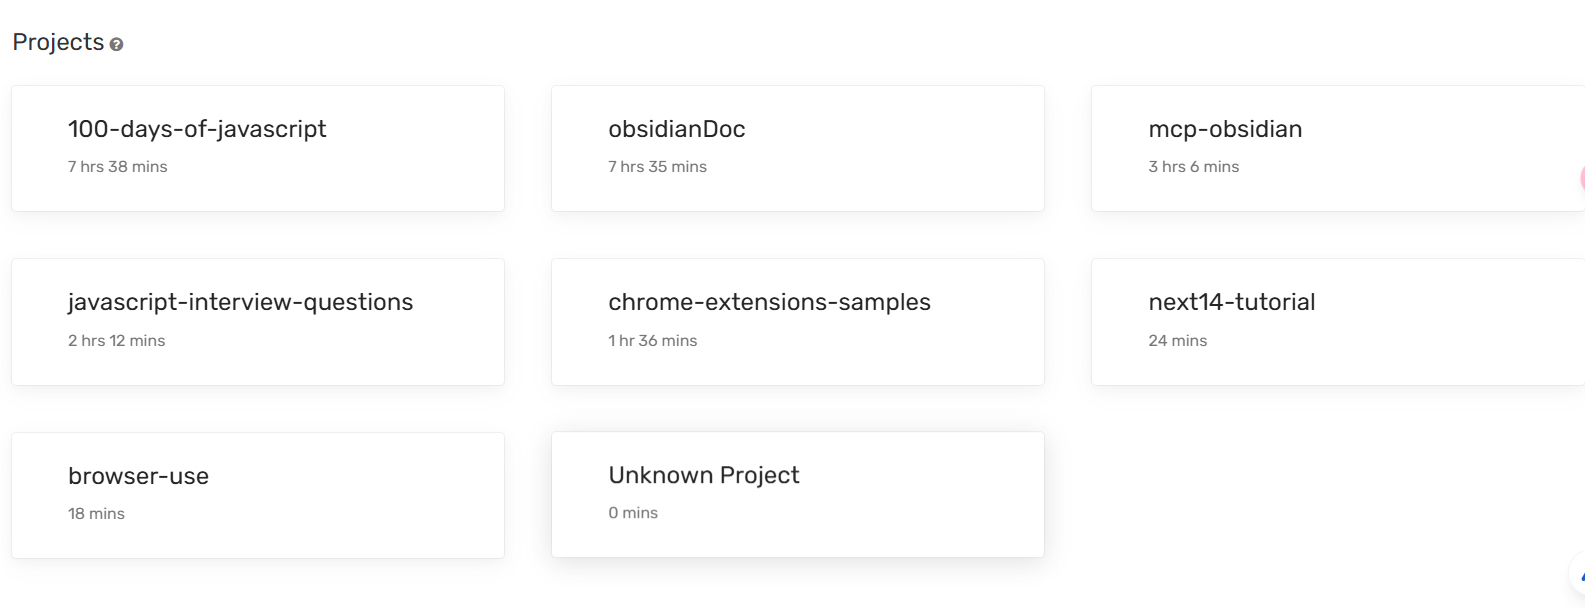 Projects
100-days-of-javascript
7 hrs 38 mins
obsidianDoc
7 hrs 35 mins
mcp-obsidian
3 hrs 6 mins
javascript-interview-questions
2 hrs 12 mins
chrome-extensions-samples
1 hr 36 mins
next14-tutorial
24 mins
browser-use
18 mins
Unknown Project
0 mins